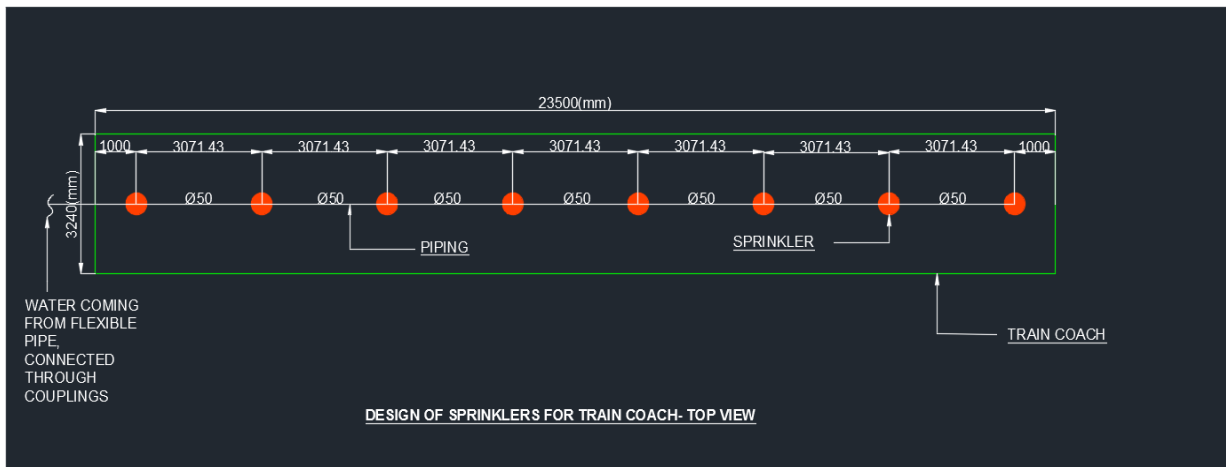 23500(mm)
1000 3071.43 3071.43 3071.43 3071.43 3071.43 3071.43 3071.43 1000
3240(mm)
Ø50 Ø50 Ø50 Ø50 Ø50 Ø50 Ø50
PIPING
SPRINKLER
WATER COMING
FROM FLEXIBLE
PIPE,
CONNECTED
THROUGH
COUPLINGS
TRAIN COACH
DESIGN OF SPRINKLERS FOR TRAIN COACH- TOP VIEW